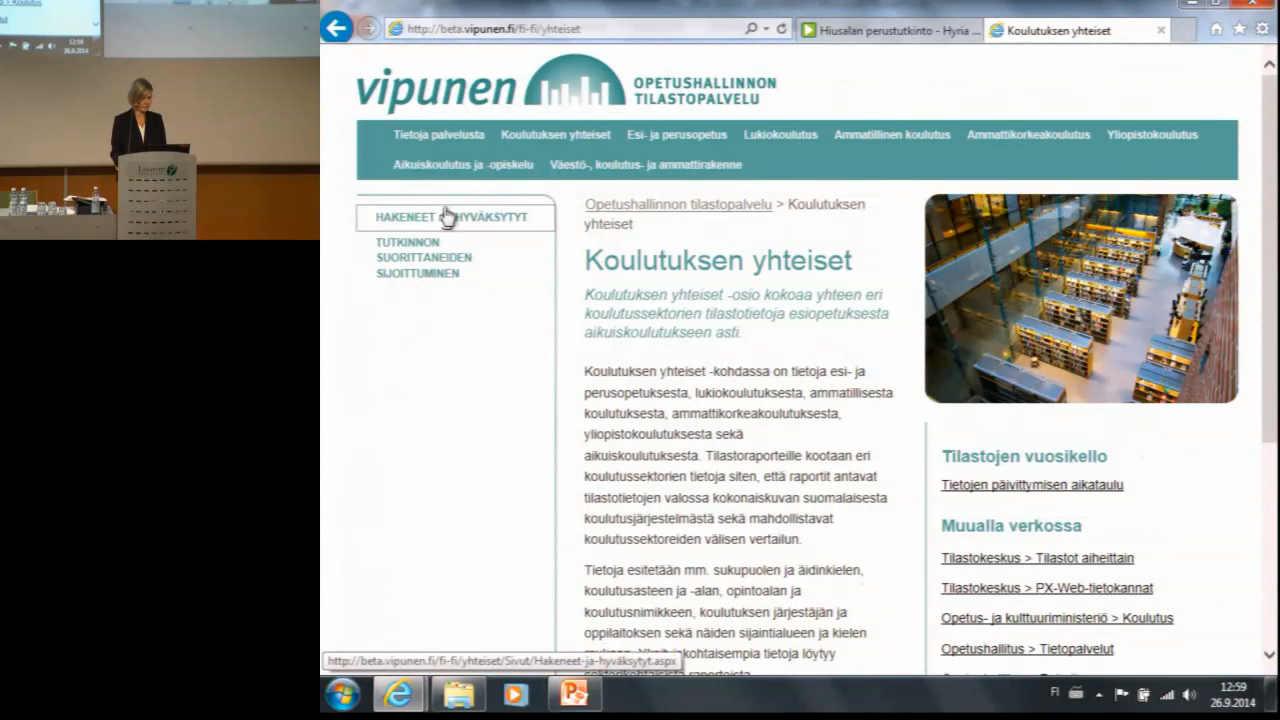 12:59
26.9.2014
http://beta.vipunen.fi/fi-fi/yhteiset
Hiusalan perustutkinto - Hyria ...
Koulutuksen yhteiset
vipunen
OPETUSHALLINNON
TILASTOPALVELU
Tietoja palvelusta Koulutuksen yhteiset Esi- ja perusopetus Lukiokoulutus Ammatillinen koulutus Ammattikorkeakoulutus Yliopistokoulutus
Aikuiskoulutus ja -opiskelu Väestö-, koulutus- ja ammattirakenne
HAKENEET HYVÄKSYTYT
TUTKINNON
SUORITTANEIDEN
SIJOITTUMINEN
Opetushallinnon tilastopalvelu > Koulutuksen
yhteiset
Koulutuksen yhteiset
Koulutuksen yhteiset -osio kokoaa yhteen eri
koulutussektorien tilastotietoja esiopetuksesta
aikuiskoulutukseen asti.
Koulutuksen yhteiset -kohdassa on tietoja esi- ja
perusopetuksesta, lukiokoulutuksesta, ammatillisesta
koulutuksesta, ammattikorkeakoulutuksesta,
yliopistokoulutuksesta sekä
aikuiskoulutuksesta. Tilastoraporteille kootaan eri
koulutussektorien tietoja siten, että raportit antavat
tilastotietojen valossa kokonaiskuvan suomalaisesta
koulutusjärjestelmästä sekä mahdollistavat
koulutussektoreiden välisen vertailun.
Tietoja esitetään mm. sukupuolen ja äidinkielen,
koulutusasteen ja -alan, opintoalan ja
koulutusnimikkeen, koulutuksen järjestäjän ja
oppilaitoksen sekä näiden sijaintialueen ja kielen
tietoja löytyy
Tilastojen vuosikello
Tietojen päivittymisen aikataulu
Muualla verkossa
Tilastokeskus > Tilastot aiheittain
Tilastokeskus > PX-Web-tietokannat
Opetus- ja kulttuuriministeriö > Koulutus
Opetushallitus > Tietopalvelut
http://beta.vipunen.fi/fi-fi/yhteiset/Sivut/Hakeneet-ja-hyväksytyt.aspx
FI
12:59
26.9.2014